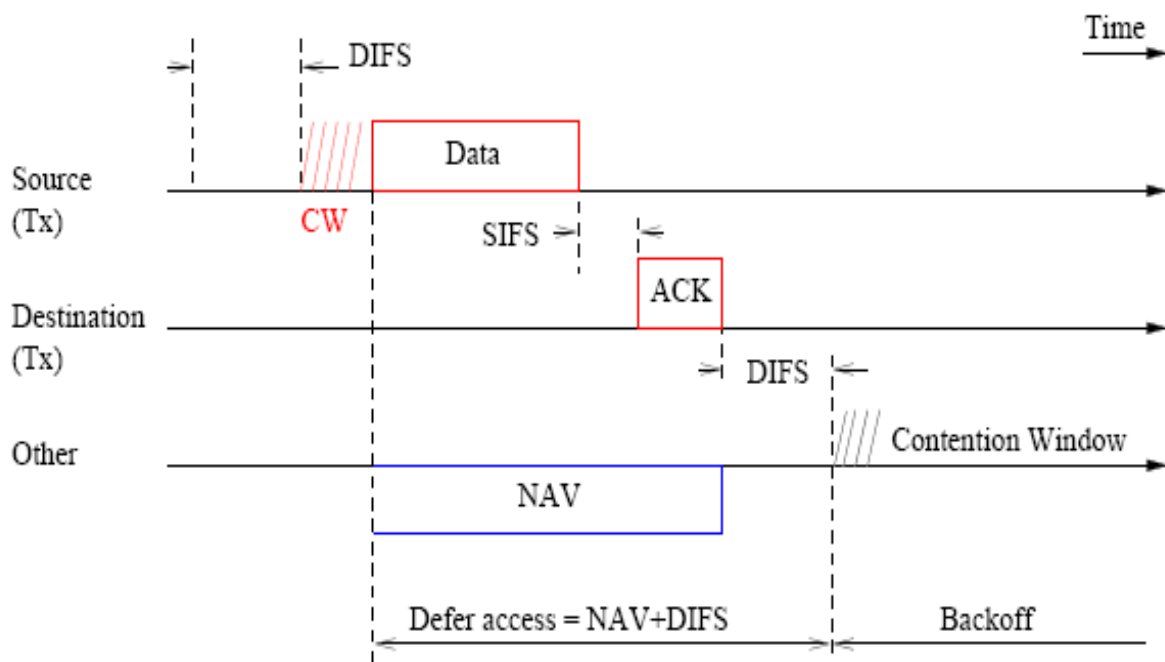 Time
DIFS
Data
Source
(Tx)
CW
SIFS
ACK
Destination
(Tx)
DIFS
Other
Contention Window
NAV
Defer access = NAV+DIFS
Backoff